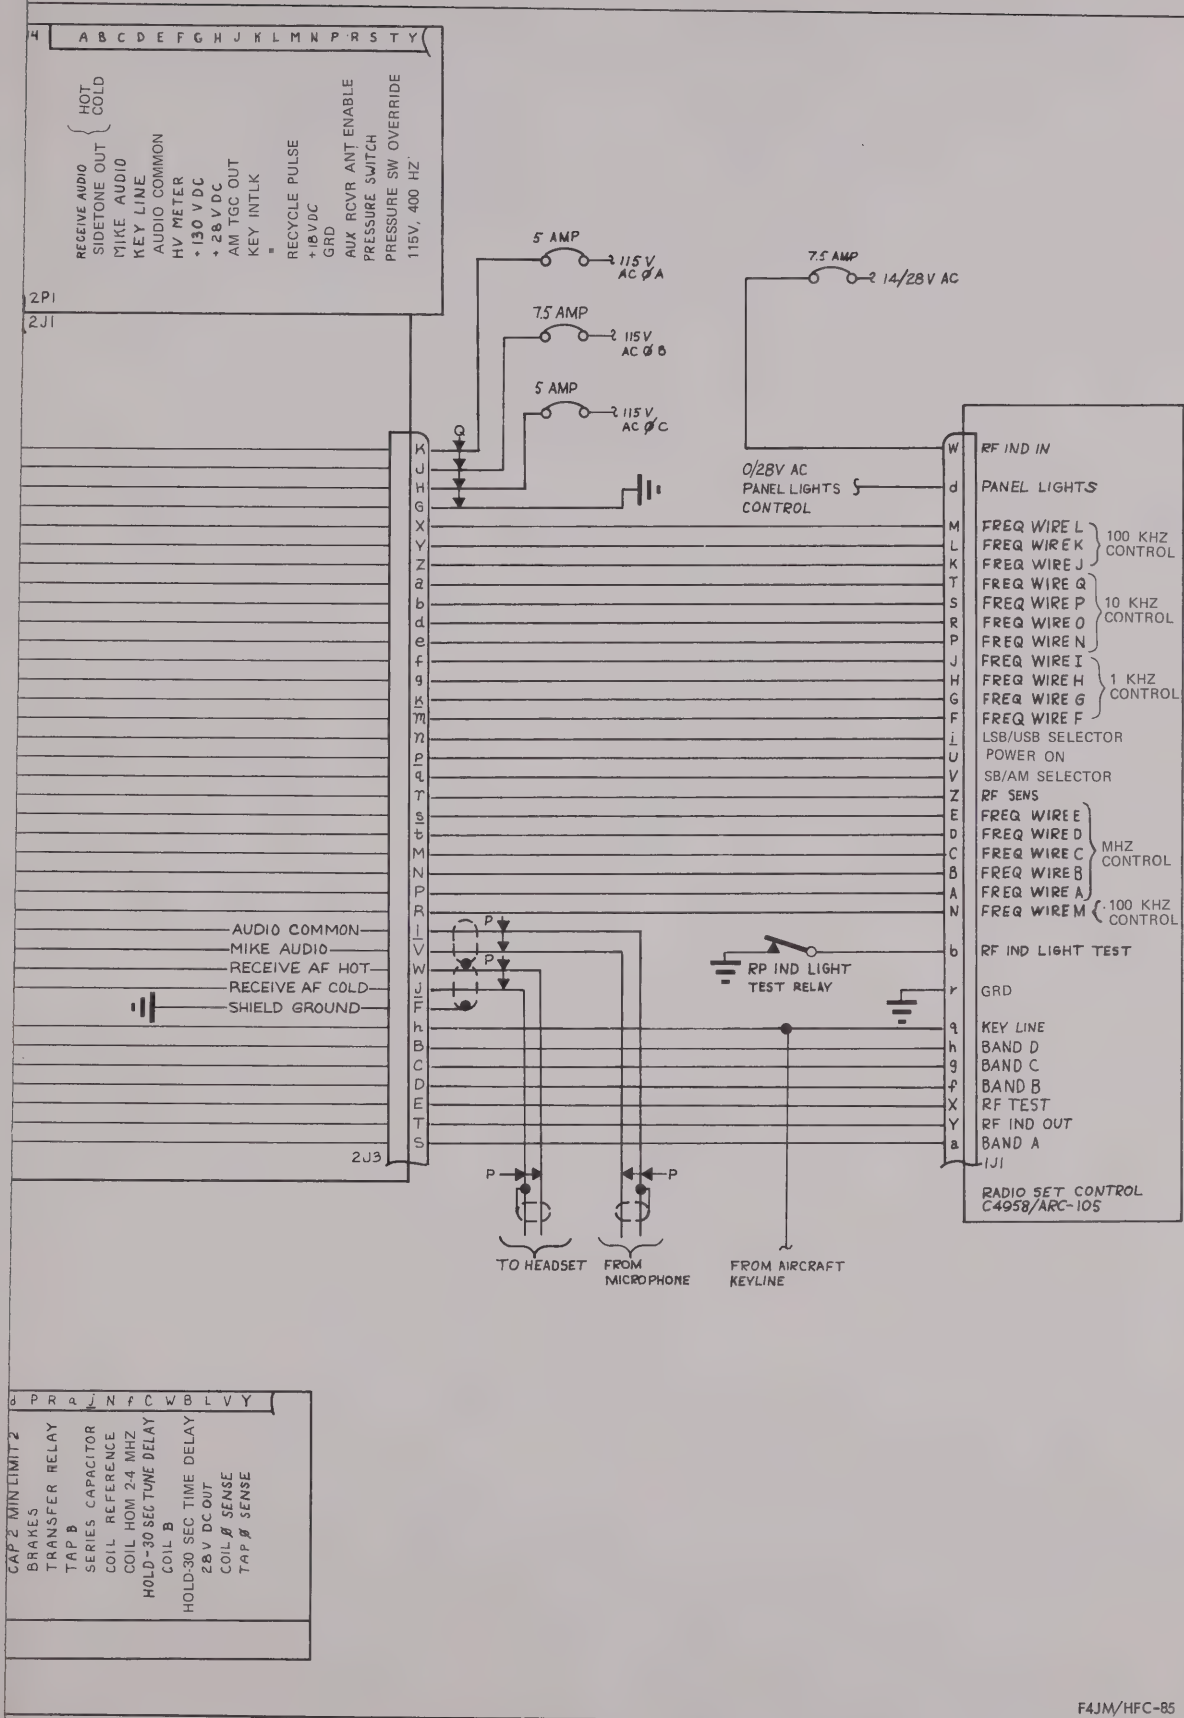 14 A B C D E F G H J K L M N P R S T Y
RECEIVE AUDIO { HOT
SIDETONE OUT { COLD
MIKE AUDIO
KEY LINE
AUDIO COMMON
HV METER
+130 VDC
+28VDC
AM TGC OUT
KEY INTLK
"
RECYCLE PULSE
+18VDC
GRD
AUX RCVR ANT ENABLE
PRESSURE SWITCH
PRESSURE SW OVERRIDE
115V, 400 HZ
2P1
2J1
5 AMP
115V
AC ØA
7.5 AMP
115V
AC ØB
5 AMP
115V
AC ØC
7.5 AMP
14/28V AC
0/28V AC
PANEL LIGHTS
CONTROL
Q
K
J
H
G
X
Y
Z
a
b
d
e
f
g
k
m
n
p
q
r
s
t
M
N
P
R
AUDIO COMMON I P
MIKE AUDIO V
RECEIVE AF HOT W P
RECEIVE AF COLD J
SHIELD GROUND F
h
B
C
D
E
T
S
2J3
W RF IND IN
d PANEL LIGHTS
M FREQ WIRE L
L FREQ WIRE K
K FREQ WIRE J
100 KHZ
CONTROL
T FREQ WIRE Q
S FREQ WIRE P
R FREQ WIRE O
P FREQ WIRE N
10 KHZ
CONTROL
J FREQ WIRE I
H FREQ WIRE H
G FREQ WIRE G
F FREQ WIRE F
1 KHZ
CONTROL
i LSB/USB SELECTOR
U POWER ON
V SB/AM SELECTOR
Z RF SENS
E FREQ WIRE E
D FREQ WIRE D
C FREQ WIRE C
B FREQ WIRE B
A FREQ WIRE A
MHZ
CONTROL
N FREQ WIRE M
.100 KHZ
CONTROL
b RF IND LIGHT TEST
RP IND LIGHT
TEST RELAY
r GRD
q KEY LINE
h BAND D
g BAND C
f BAND B
X RF TEST
Y RF IND OUT
a BAND A
1J1
RADIO SET CONTROL
C4958/ARC-105
P
P
TO HEADSET
FROM
MICROPHONE
FROM AIRCRAFT
KEYLINE
d P R a j N f C W B L V Y
CAP 2 MIN LIMIT 2
BRAKES
TRANSFER RELAY
TAP B
SERIES CAPACITOR
COIL REFERENCE
COIL HOM 2-4 MHZ
HOLD-30 SEC TUNE DELAY
COIL B
HOLD-30 SEC TIME DELAY
28V DC OUT
COIL Ø SENSE
TAP Ø SENSE
F4JM/HFC-85